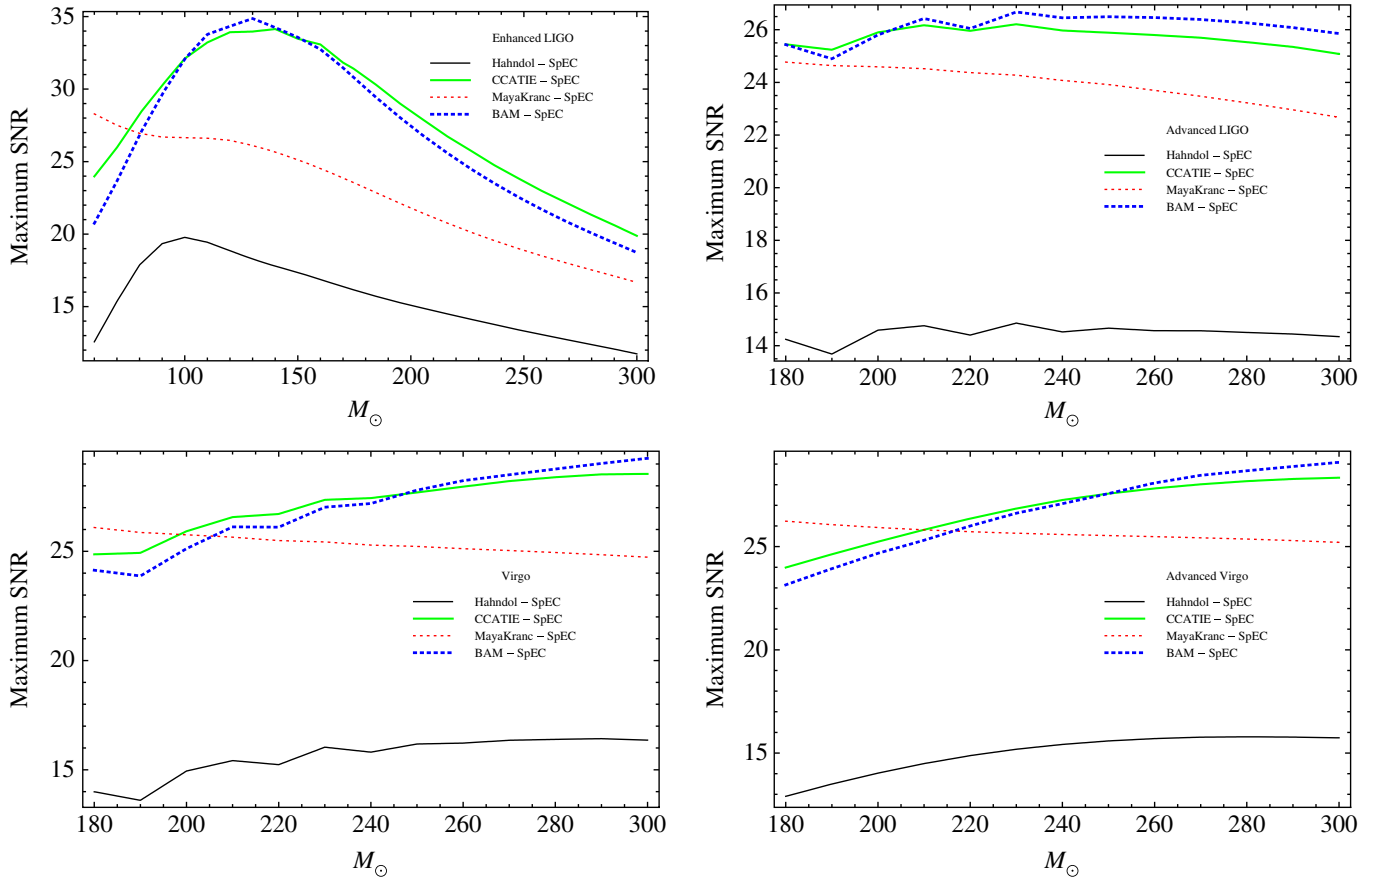 Maximum SNR
35
30
25
20
15
100
150
200
250
300
M⊙
Enhanced LIGO
Hahndol – SpEC
CCATIE – SpEC
MayaKranc – SpEC
BAM – SpEC
Maximum SNR
26
24
22
20
18
16
14
180
200
220
240
260
280
300
M⊙
Advanced LIGO
Hahndol – SpEC
CCATIE – SpEC
MayaKranc – SpEC
BAM – SpEC
Maximum SNR
25
20
15
180
200
220
240
260
280
300
M⊙
Virgo
Hahndol – SpEC
CCATIE – SpEC
MayaKranc – SpEC
BAM – SpEC
Maximum SNR
25
20
15
180
200
220
240
260
280
300
M⊙
Advanced Virgo
Hahndol – SpEC
CCATIE – SpEC
MayaKranc – SpEC
BAM – SpEC